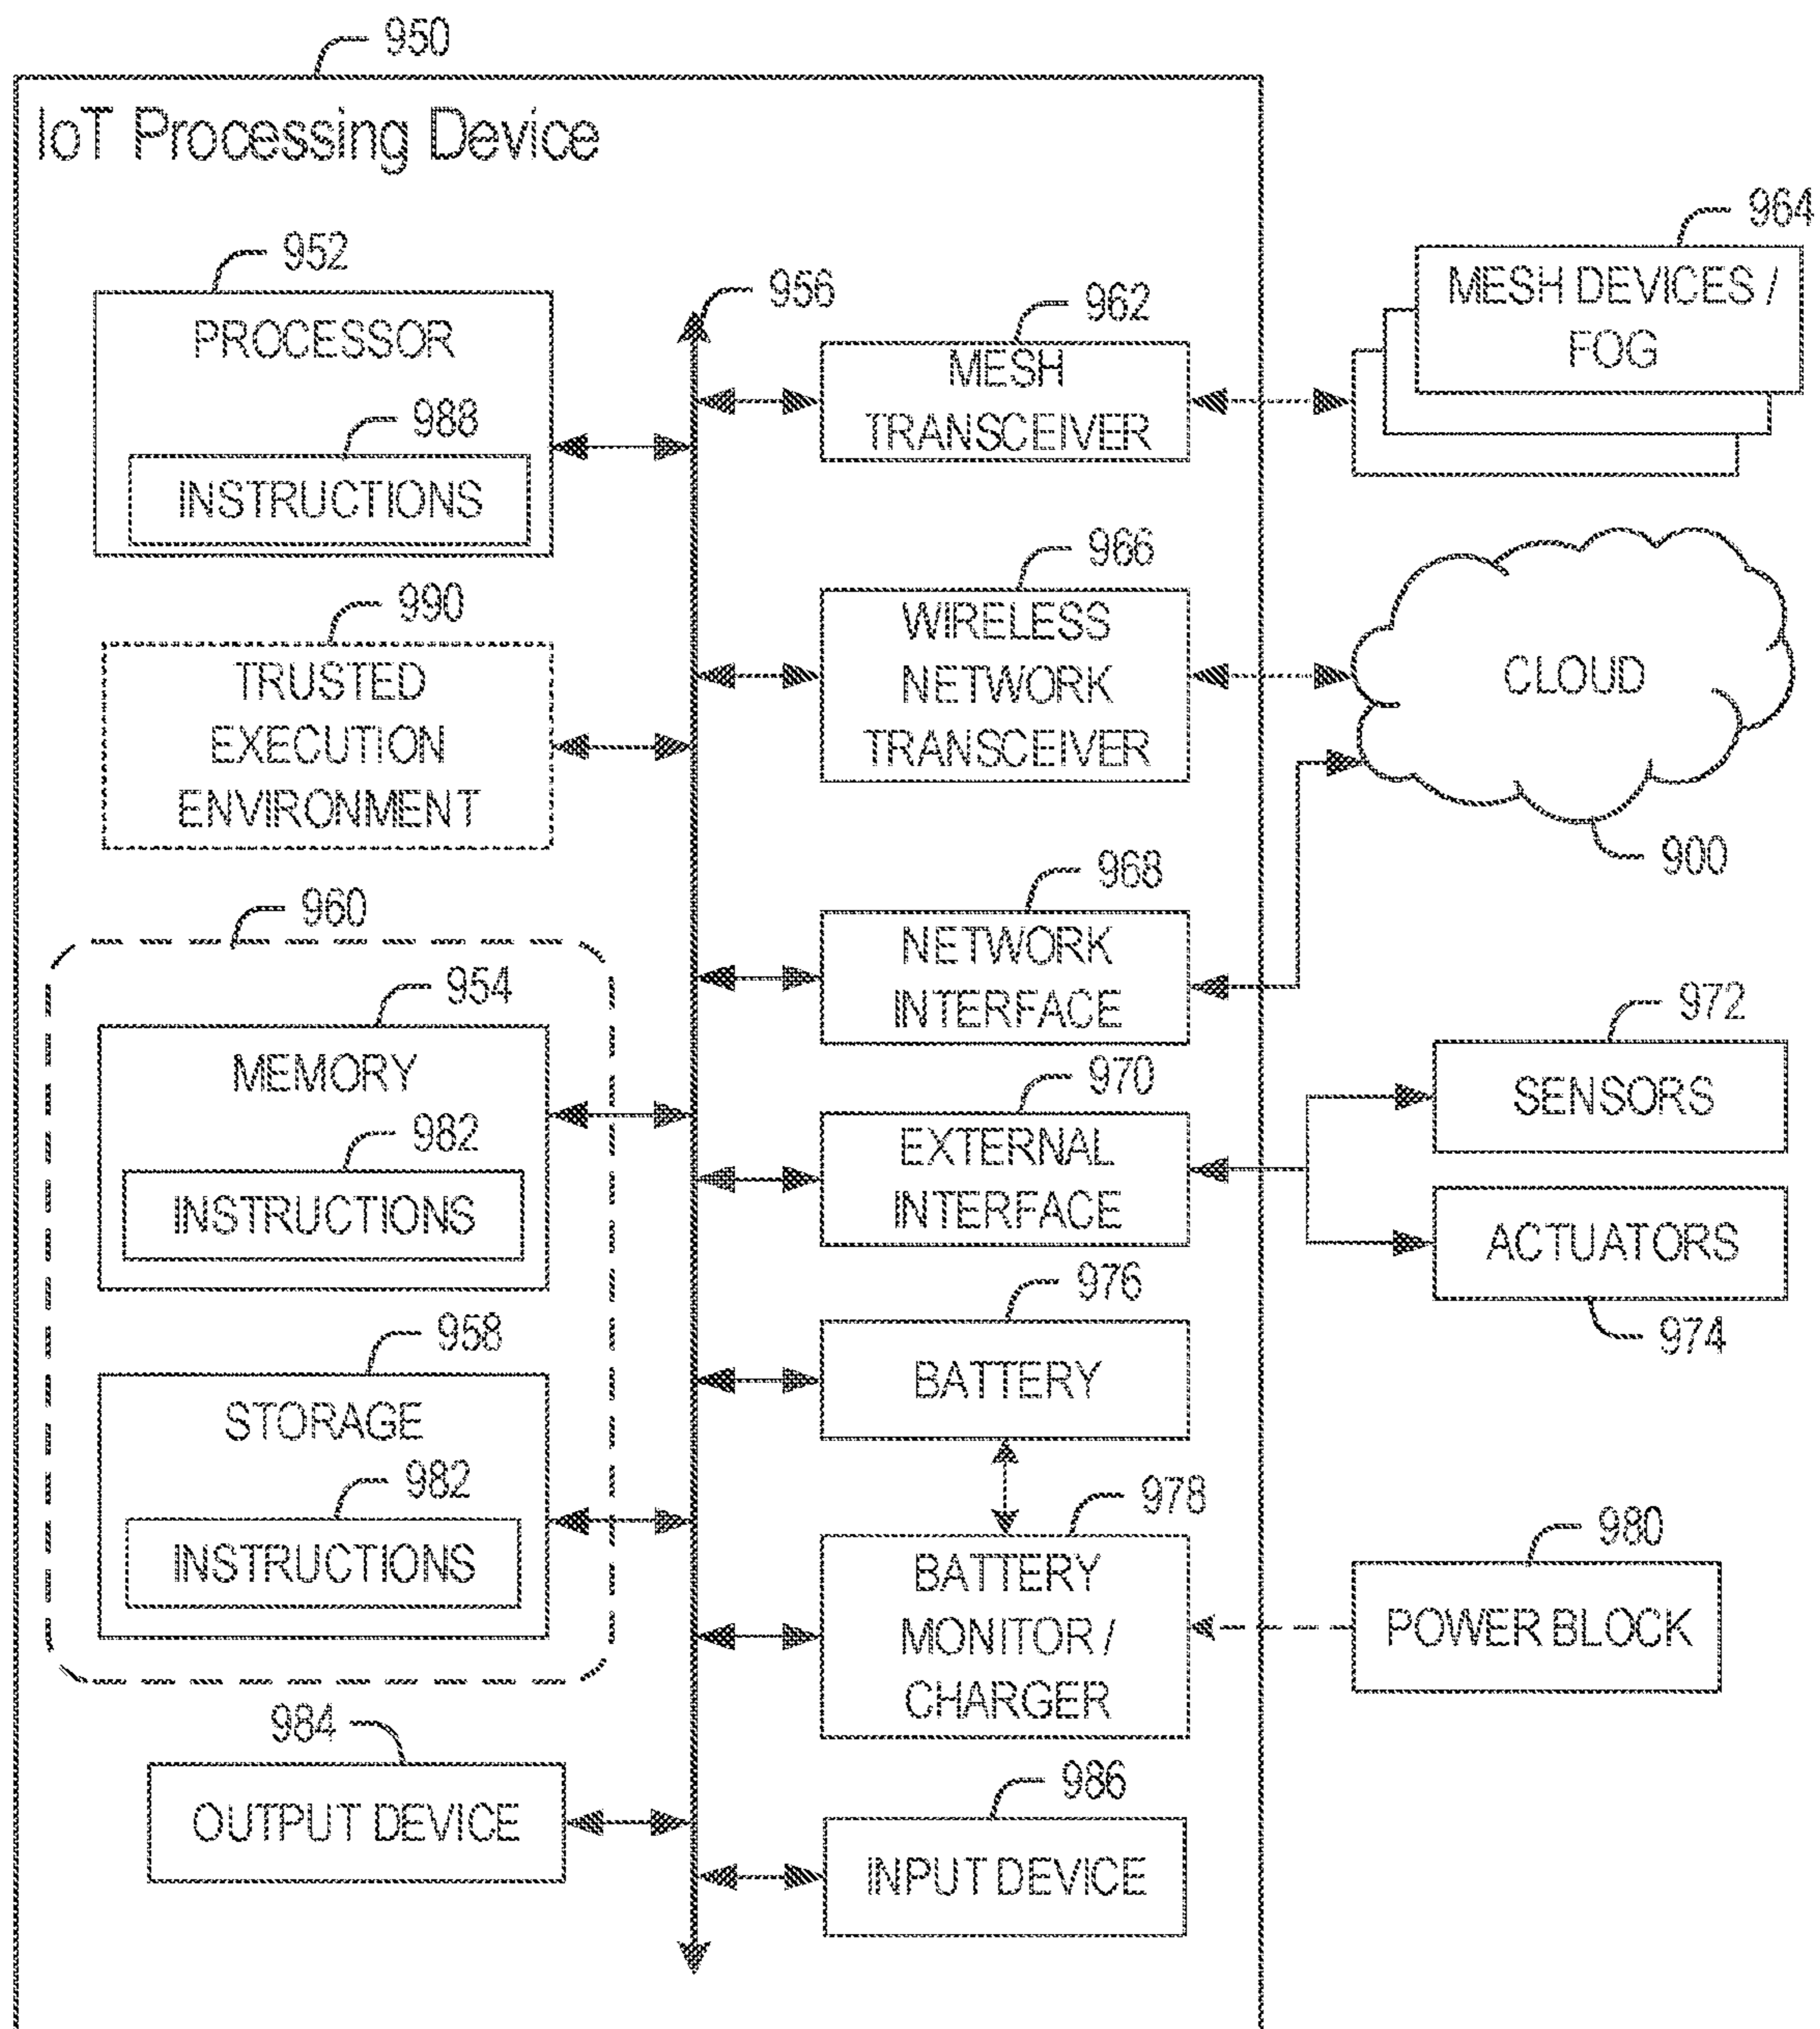 950
IoT Processing Device
952
PROCESSOR
988
INSTRUCTIONS
990
TRUSTED
EXECUTION
ENVIRONMENT
960
954
MEMORY
982
INSTRUCTIONS
958
STORAGE
982
INSTRUCTIONS
984
OUTPUT DEVICE
956
962
MESH
TRANSCEIVER
966
WIRELESS
NETWORK
TRANSCEIVER
968
NETWORK
INTERFACE
970
EXTERNAL
INTERFACE
976
BATTERY
978
BATTERY
MONITOR /
CHARGER
986
INPUT DEVICE
964
MESH DEVICES /
FOG
CLOUD
900
972
SENSORS
ACTUATORS
974
980
POWER BLOCK